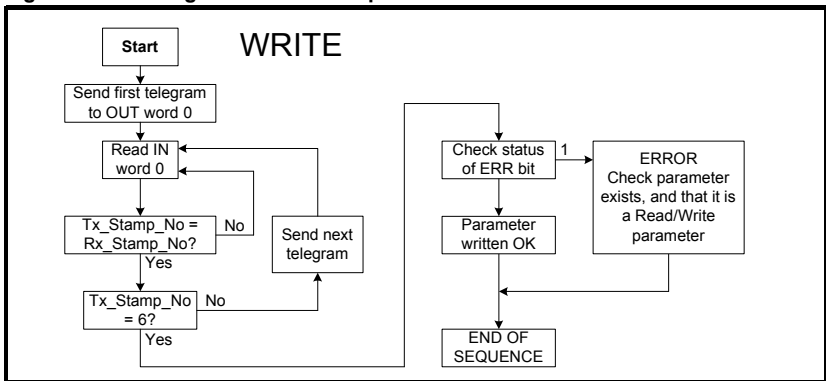 WRITE
Start
Send first telegram
to OUT word 0
Read IN
word 0
Tx_Stamp_No =
Rx_Stamp_No?
No
Yes
Send next
telegram
Tx_Stamp_No
= 6?
No
Yes
Check status
of ERR bit
1
ERROR
Check parameter
exists, and that it is
a Read/Write
parameter
Parameter
written OK
END OF
SEQUENCE